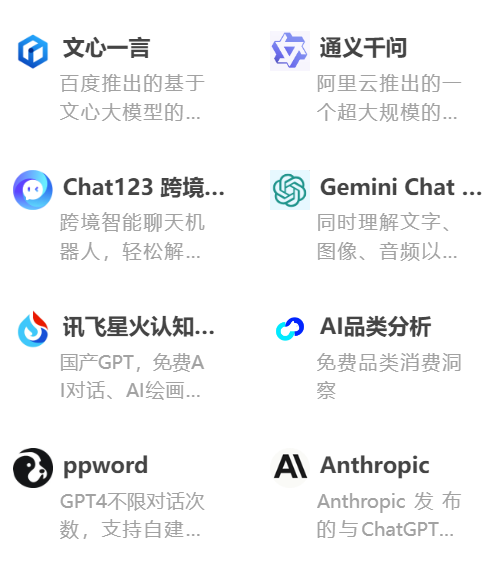 文心一言
百度推出的基于
文心大模型的...
通义千问
阿里云推出的一
个超大规模的...
Chat123 跨境...
跨境智能聊天机
器人，轻松解...
Gemini Chat ...
同时理解文字、
图像、音频以...
讯飞星火认知...
国产GPT，免费A
I对话、AI绘画...
AI品类分析
免费品类消费洞
察
ppword
GPT4不限对话次
数，支持自建...
Anthropic
Anthropic 发布
的与ChatGPT...